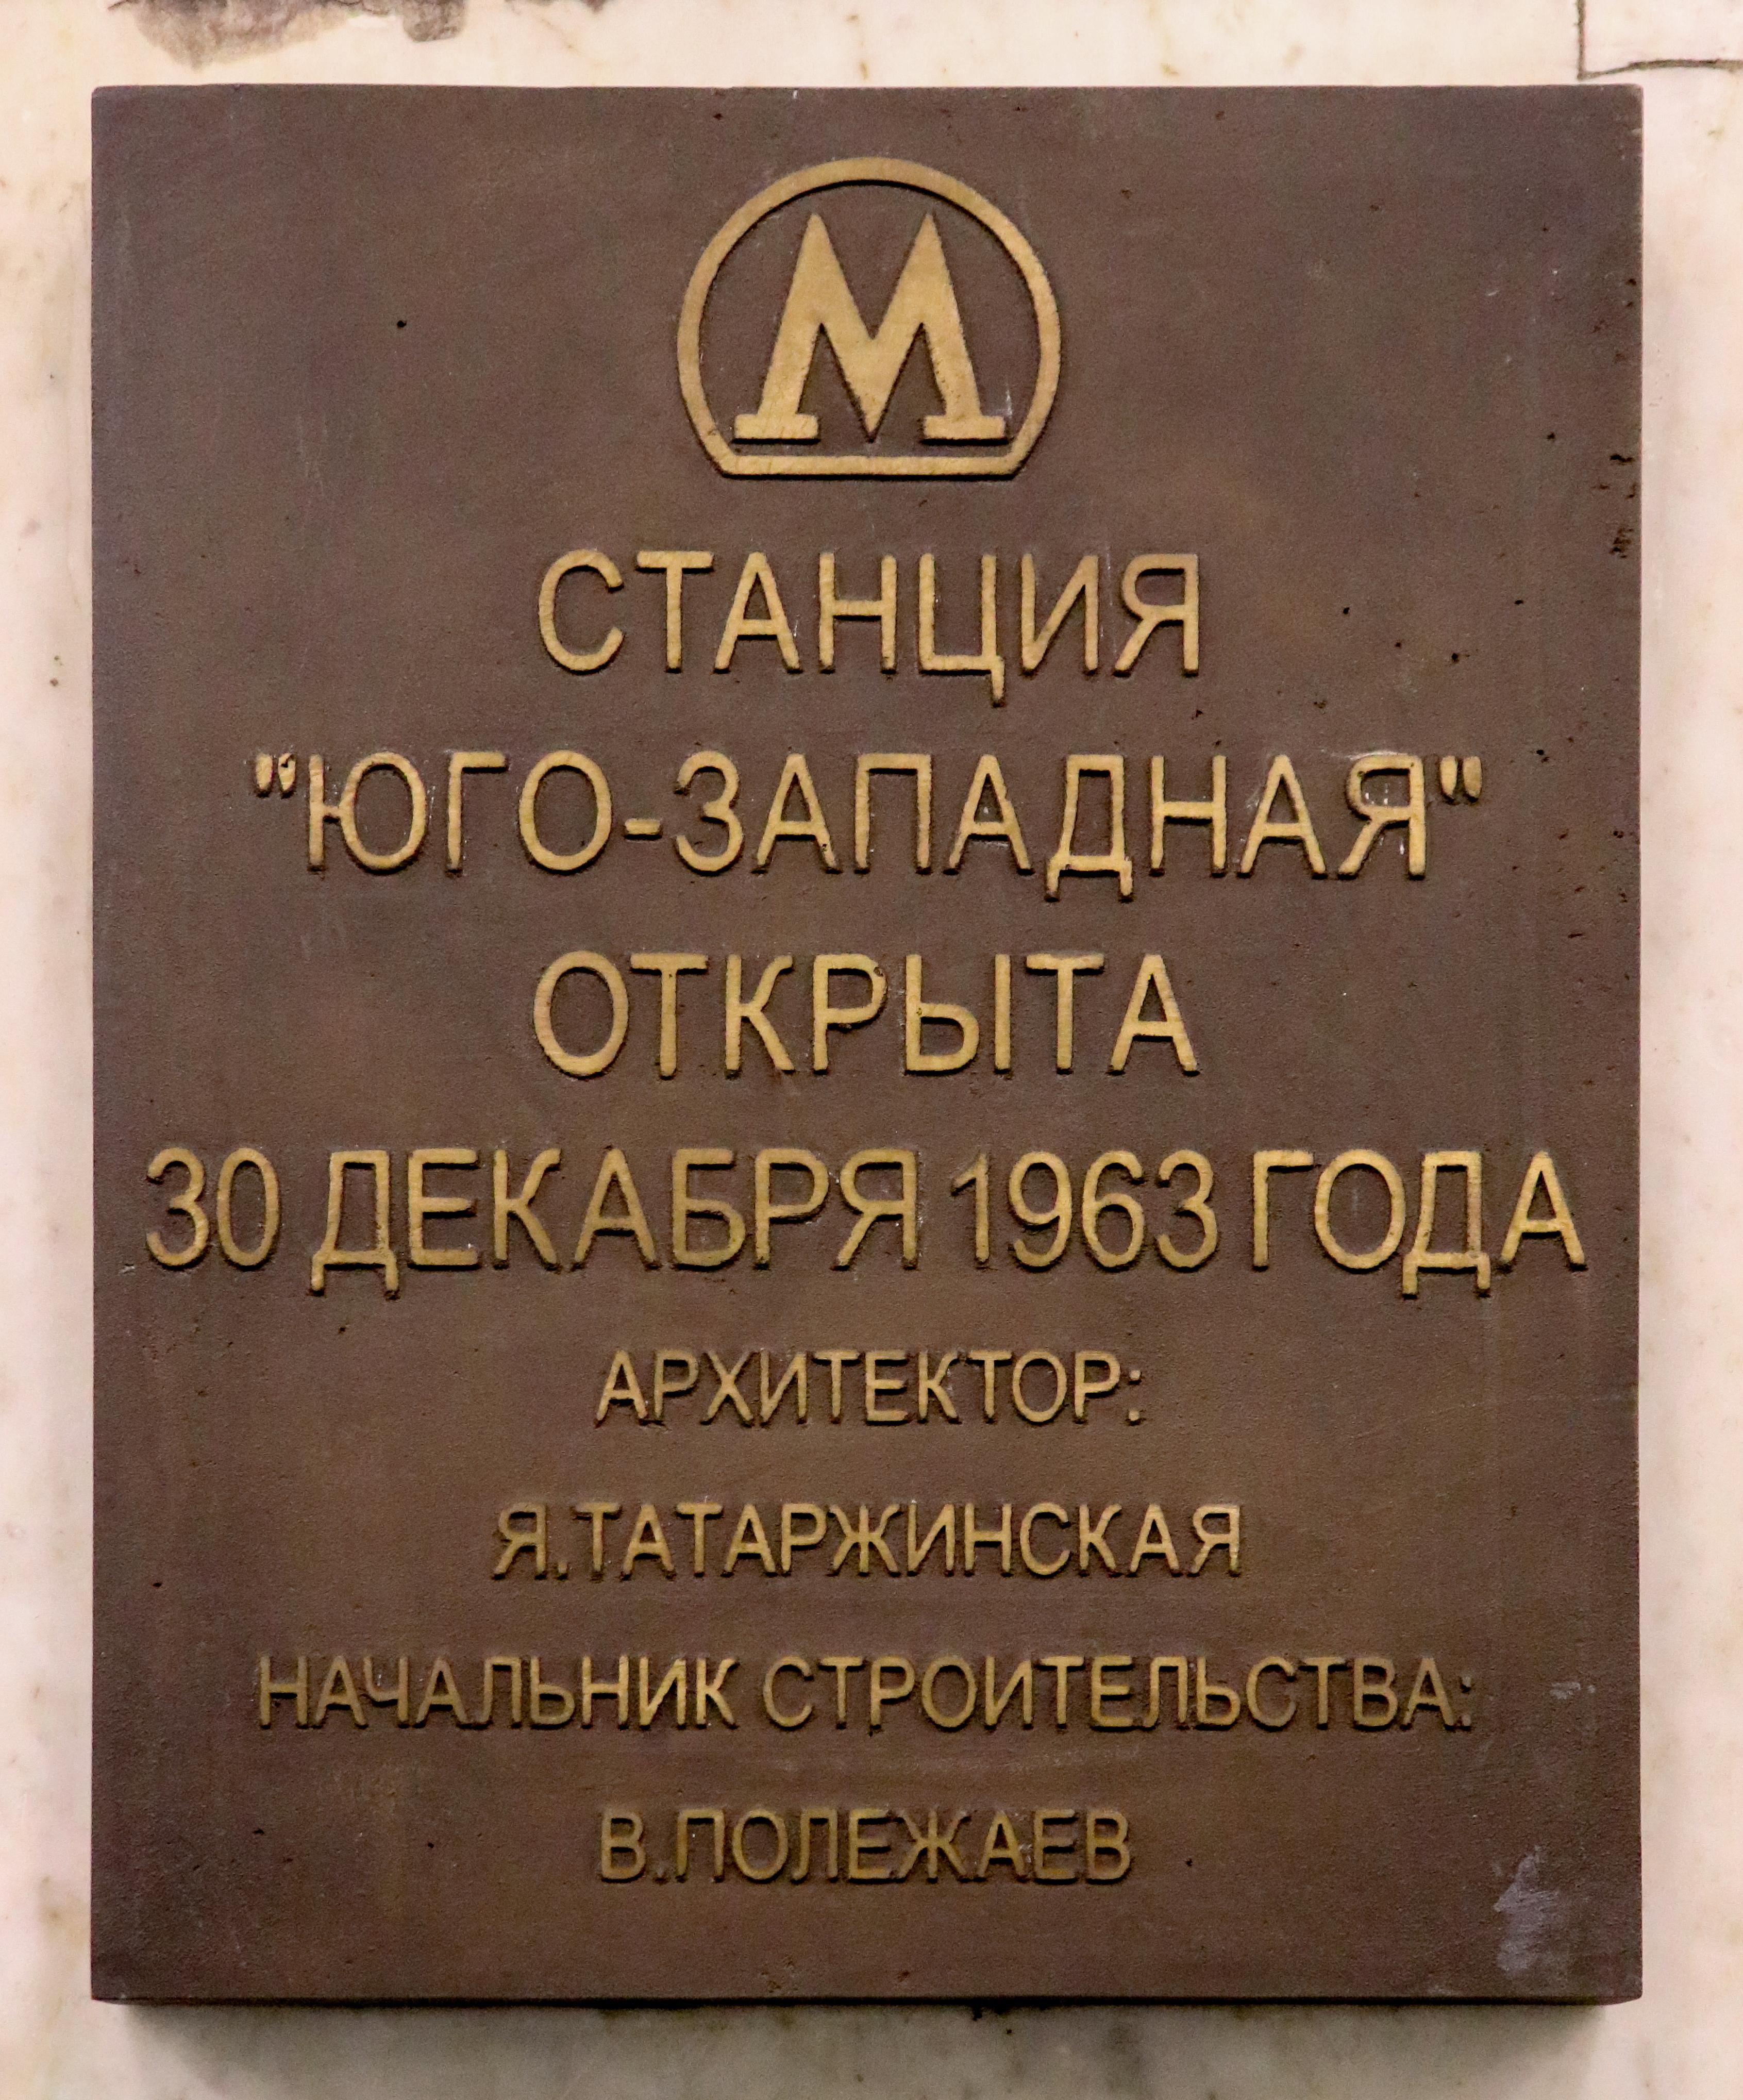 М
СТАНЦИЯ
"ЮГО-ЗАПАДНАЯ"
ОТКРЫТА
30 ДЕКАБРЯ 1963 ГОДА
АРХИТЕКТОР:
Я.ТАТАРЖИНСКАЯ
НАЧАЛЬНИК СТРОИТЕЛЬСТВА:
В.ПОЛЕЖАЕВ